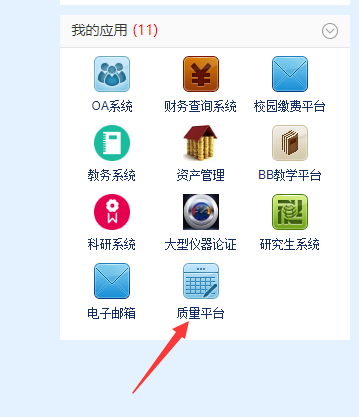 我的应用 (11)
OA系统 财务查询系统 校园缴费平台
教务系统 资产管理 BB教学平台
科研系统 大型仪器论证 研究生系统
电子邮箱 质量平台